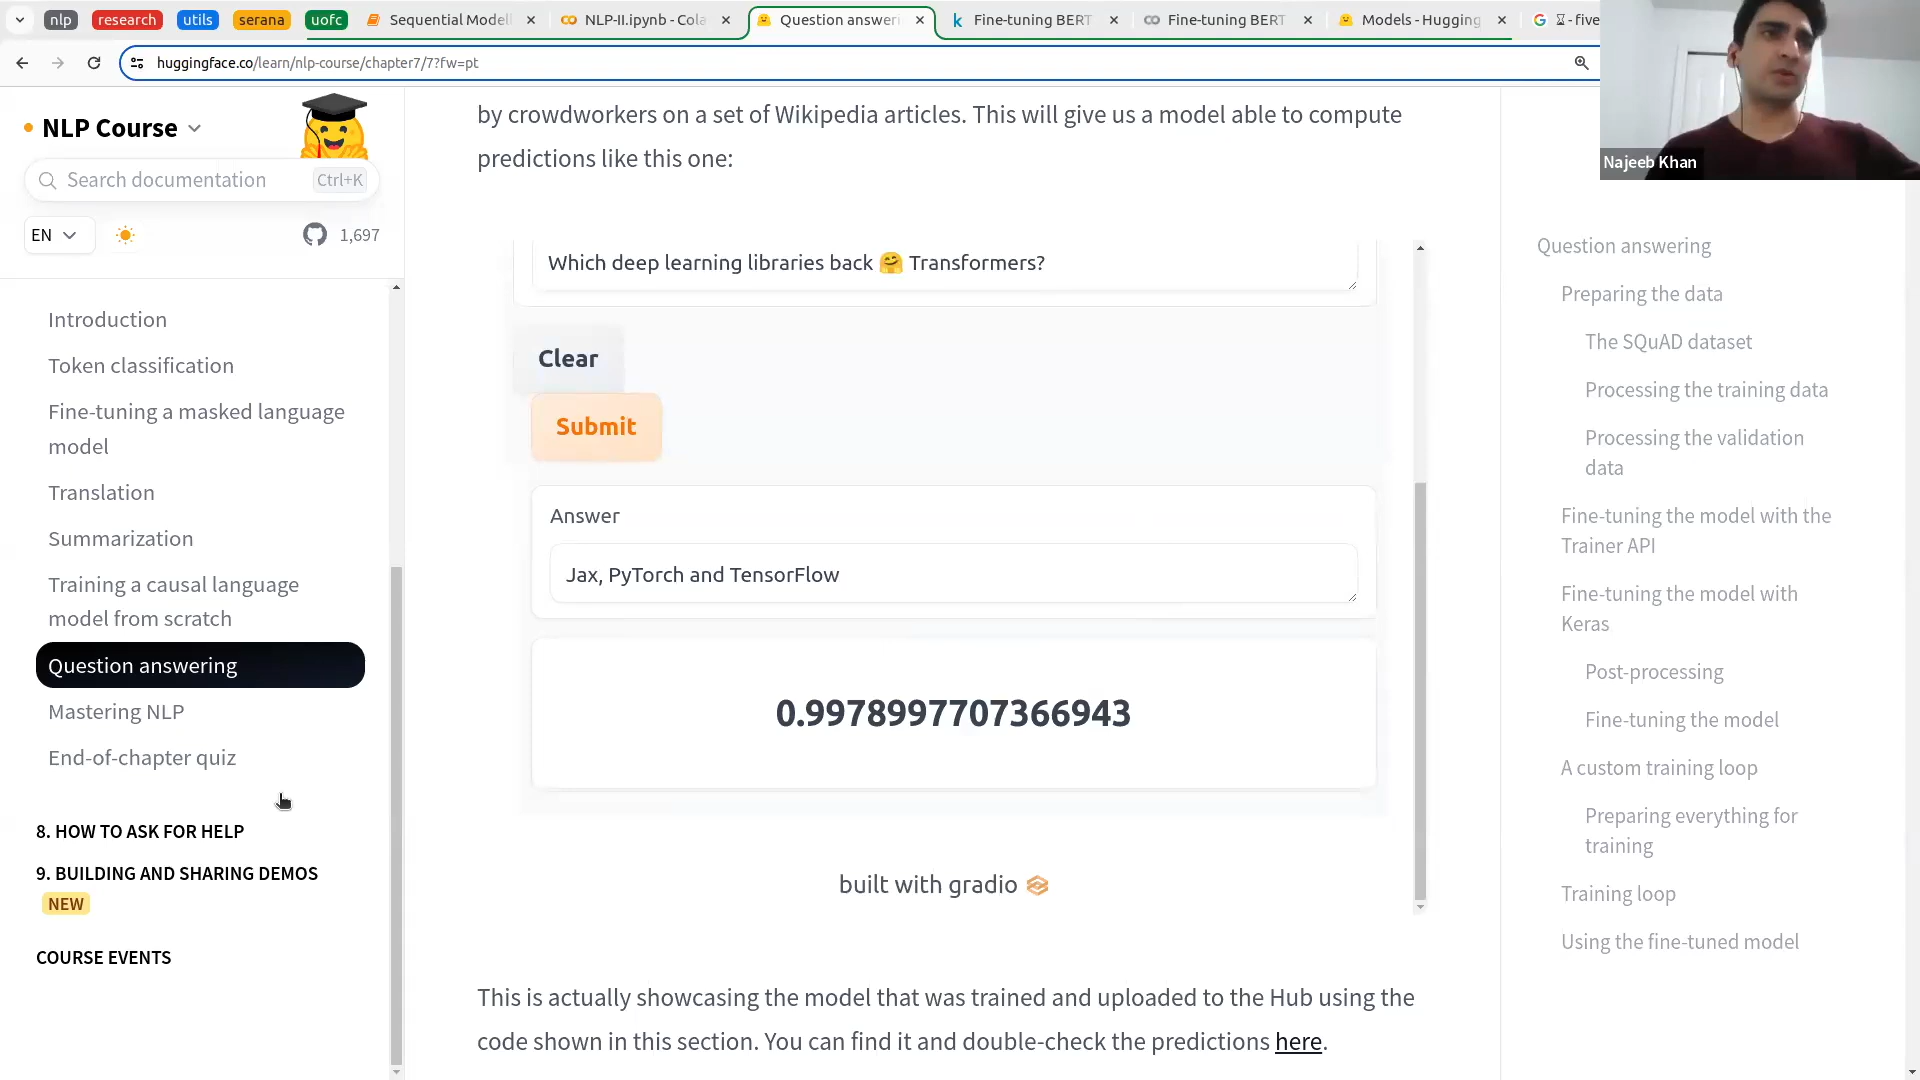 nlp
research
utils
serana
uofc
Sequential Modell
NLP-II.ipynb - Cola
Question answeri
Fine-tuning BERT
Fine-tuning BERT
Models - Hugging
- five
huggingface.co/learn/nlp-course/chapter7/7?fw=pt
NLP Course
Search documentation
Ctrl+K
EN
1,697
Introduction
Token classification
Fine-tuning a masked language
model
Translation
Summarization
Training a causal language
model from scratch
Question answering
Mastering NLP
End-of-chapter quiz
8. HOW TO ASK FOR HELP
9. BUILDING AND SHARING DEMOS
NEW
COURSE EVENTS
by crowdworkers on a set of Wikipedia articles. This will give us a model able to compute
predictions like this one:
Which deep learning libraries back 🤗 Transformers?
Clear
Submit
Answer
Jax, PyTorch and TensorFlow
0.9978997707366943
built with gradio
This is actually showcasing the model that was trained and uploaded to the Hub using the
code shown in this section. You can find it and double-check the predictions here.
Najeeb Khan
Question answering
Preparing the data
The SQuAD dataset
Processing the training data
Processing the validation
data
Fine-tuning the model with the
Trainer API
Fine-tuning the model with
Keras
Post-processing
Fine-tuning the model
A custom training loop
Preparing everything for
training
Training loop
Using the fine-tuned model